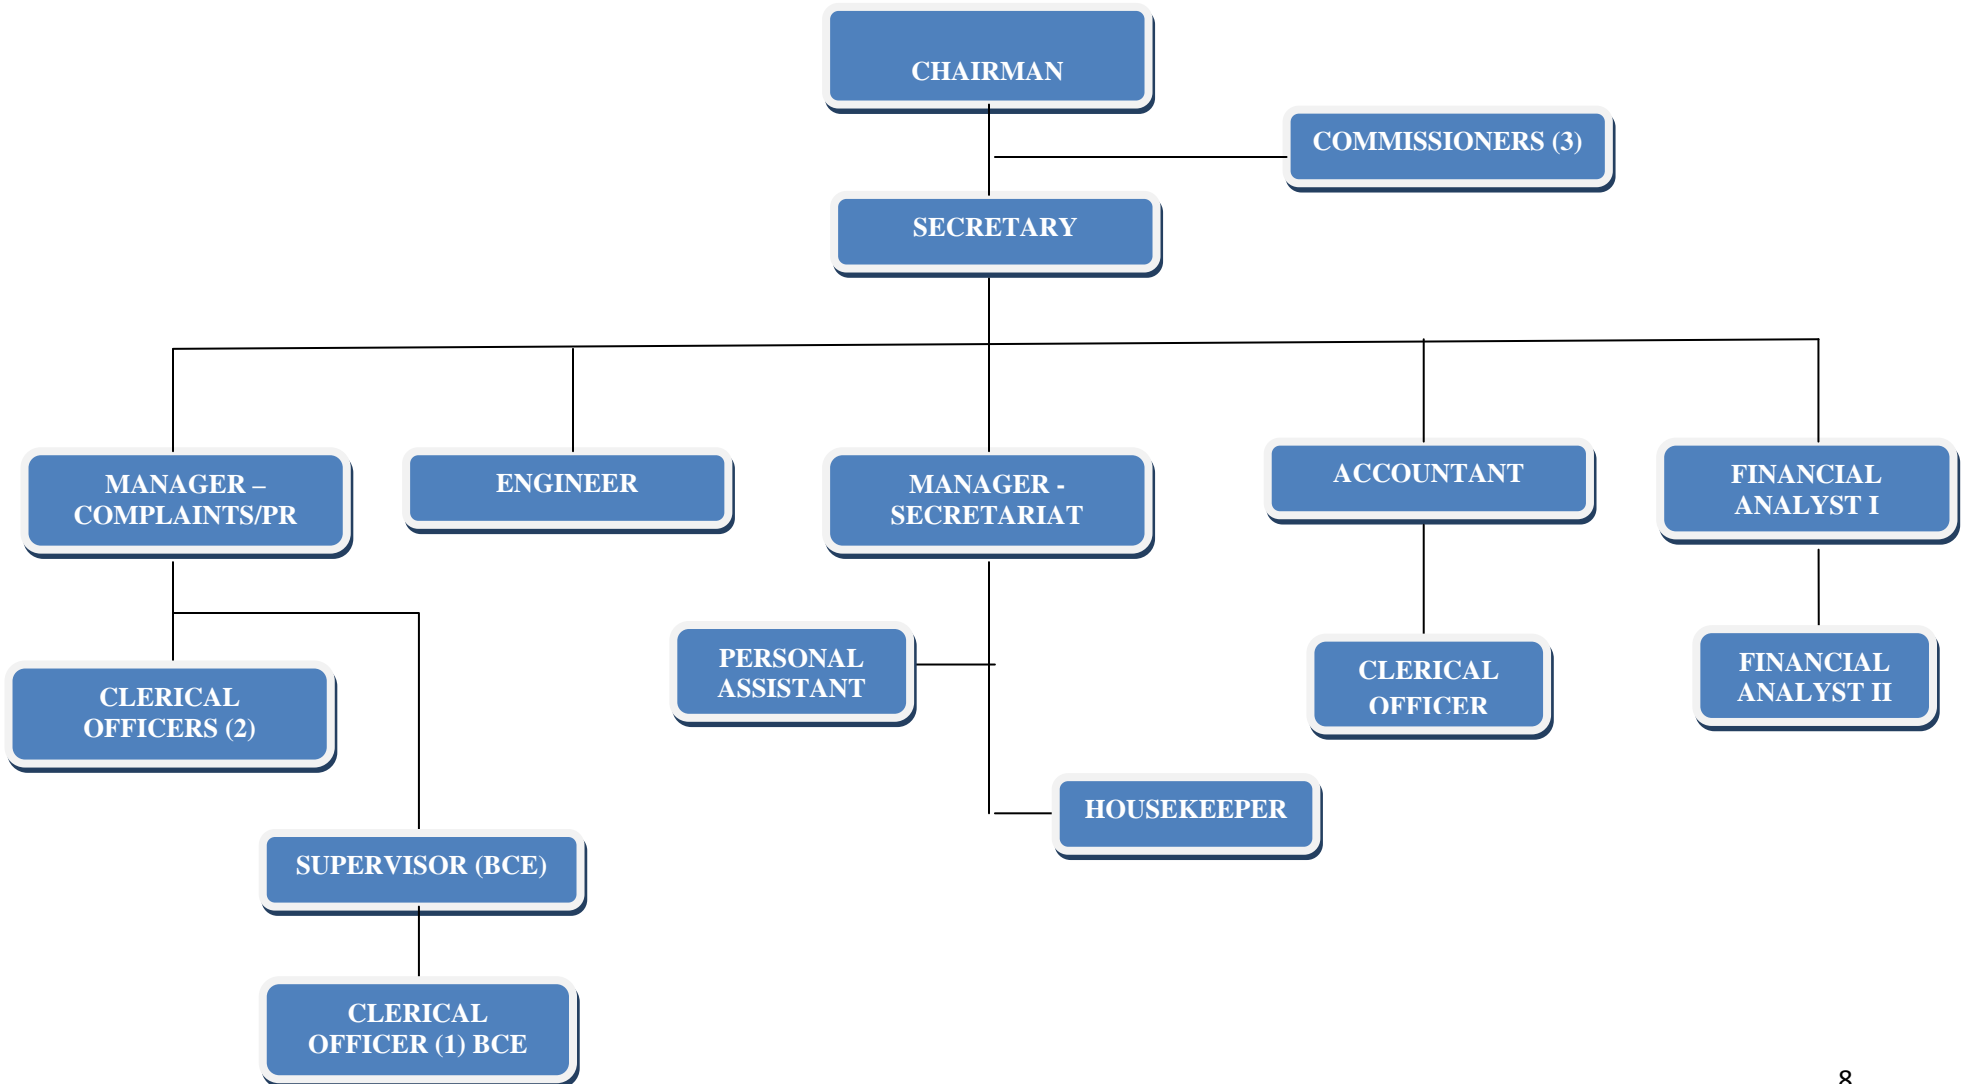 CHAIRMAN
COMMISSIONERS (3)
SECRETARY
MANAGER –
COMPLAINTS/PR
ENGINEER
MANAGER -
SECRETARIAT
ACCOUNTANT
FINANCIAL
ANALYST I
CLERICAL
OFFICERS (2)
PERSONAL
ASSISTANT
CLERICAL
OFFICER
FINANCIAL
ANALYST II
HOUSEKEEPER
SUPERVISOR (BCE)
CLERICAL
OFFICER (1) BCE
8